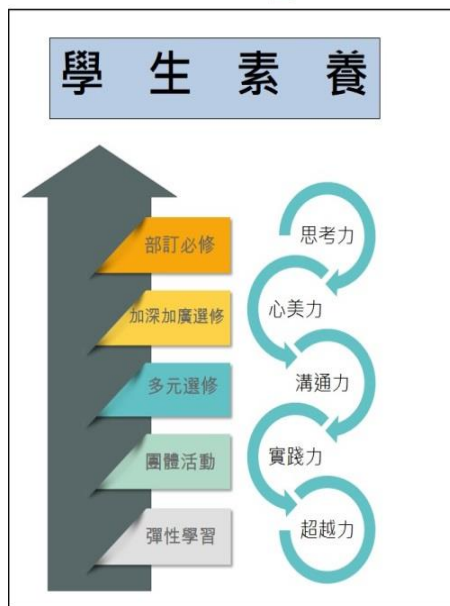 學生素養
部訂必修
加深加廣選修
多元選修
團體活動
彈性學習
思考力
心美力
溝通力
實踐力
超越力